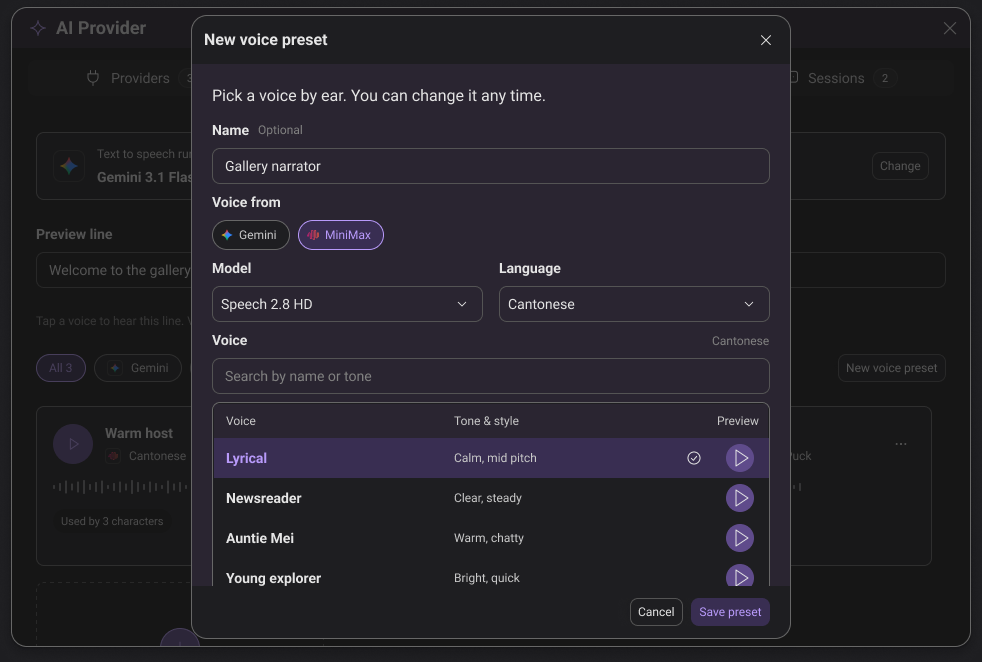 AI Provider
New voice preset
Providers
Sessions 2
Pick a voice by ear. You can change it any time.
Name Optional
Text to speech
Gemini 3.1
Change
Gallery narrator
Voice from
Preview line
Gemini MiniMax
Welcome to the gallery
Model Language
Speech 2.8 HD Cantonese
Tap a voice to hear this line.
Voice Cantonese
All 3 Gemini
Search by name or tone
New voice preset
Voice Tone & style Preview
Warm host
Cantonese
Lyrical Calm, mid pitch
Newsreader Clear, steady
Used by 3 characters
Auntie Mei Warm, chatty
Young explorer Bright, quick
Cancel Save preset